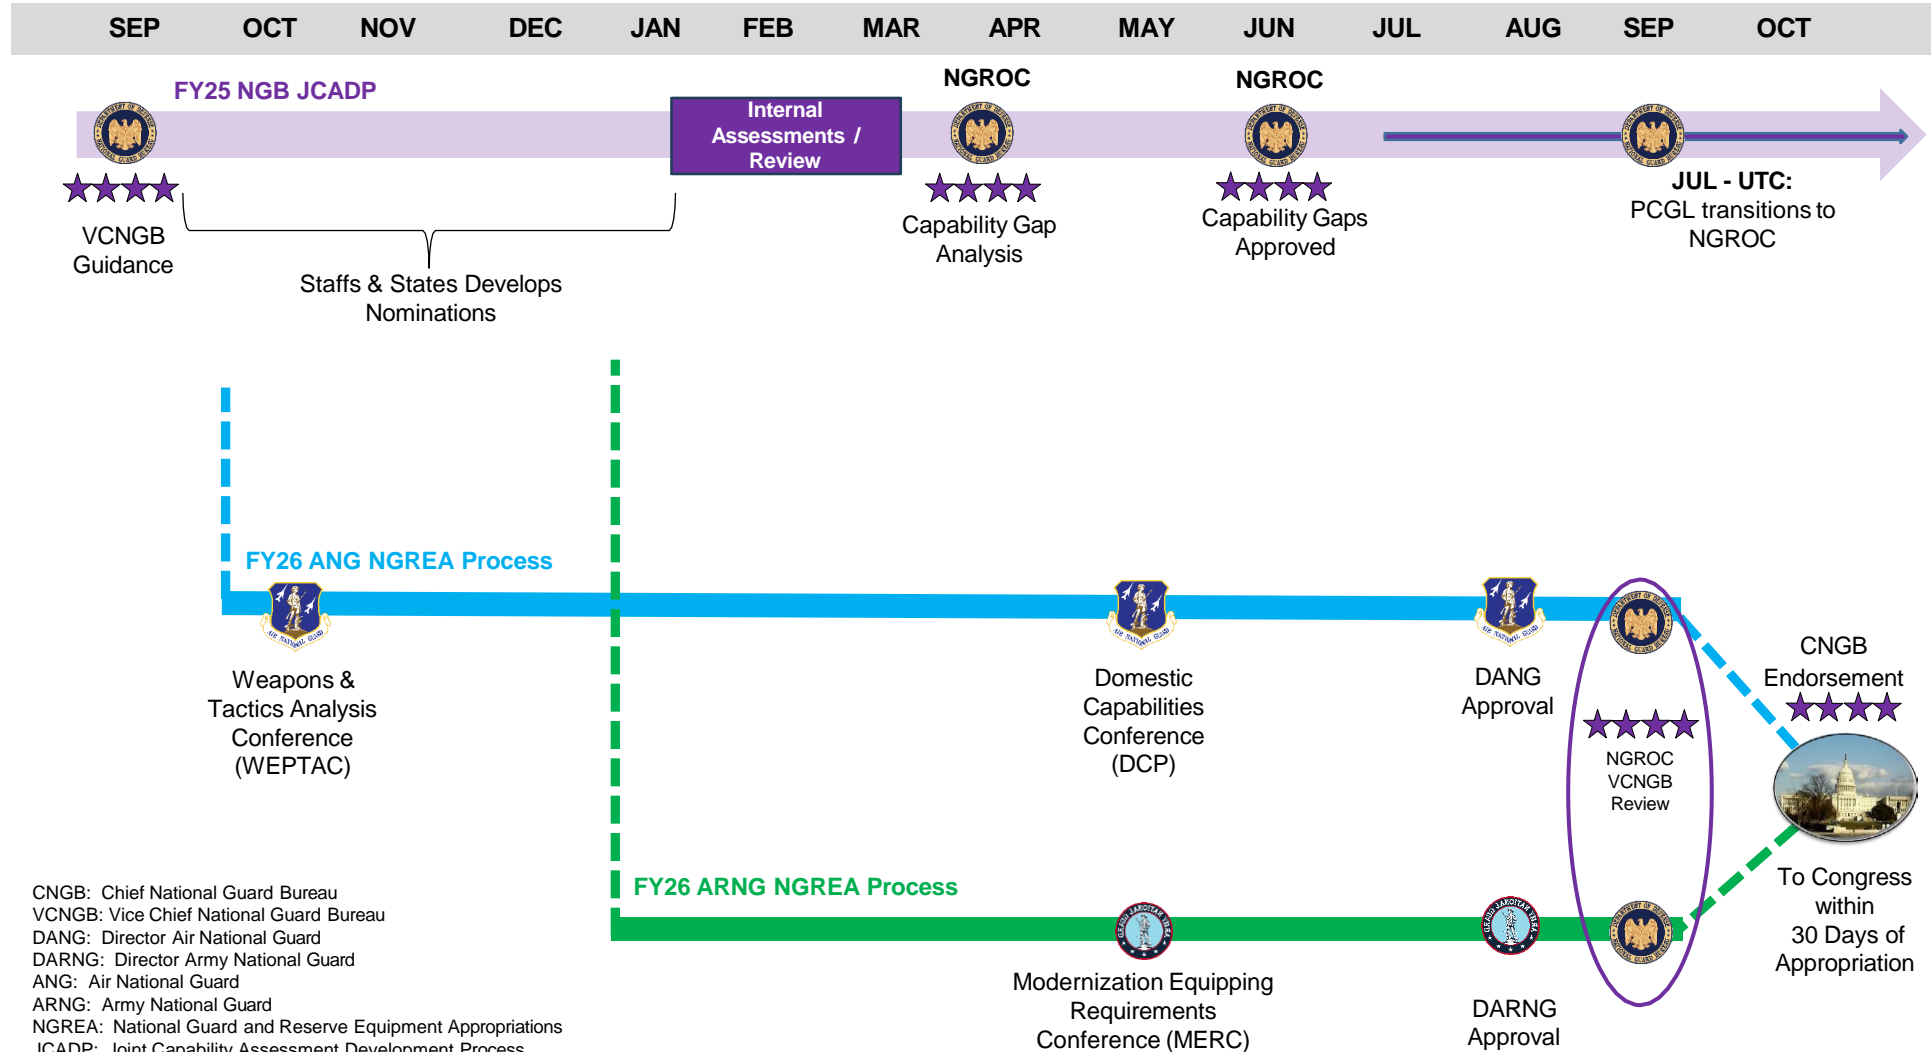 SEP OCT NOV DEC JAN FEB MAR APR MAY JUN JUL AUG SEP OCT
FY25 NGB JCADP
NGROC
NGROC
Internal
Assessments /
Review
VCNGB
Guidance
Staffs & States Develops
Nominations
Capability Gap
Analysis
Capability Gaps
Approved
JUL - UTC:
PCGL transitions to
NGROC
FY26 ANG NGREA Process
Weapons &
Tactics Analysis
Conference
(WEPTAC)
Domestic
Capabilities
Conference
(DCP)
DANG
Approval
NGROC
VCNGB
Review
CNGB
Endorsement
To Congress
within
30 Days of
Appropriation
FY26 ARNG NGREA Process
Modernization Equipping
Requirements
Conference (MERC)
DARNG
Approval
CNGB: Chief National Guard Bureau
VCNGB: Vice Chief National Guard Bureau
DANG: Director Air National Guard
DARNG: Director Army National Guard
ANG: Air National Guard
ARNG: Army National Guard
NGREA: National Guard and Reserve Equipment Appropriations
JCADP: Joint Capability Assessment Development Process